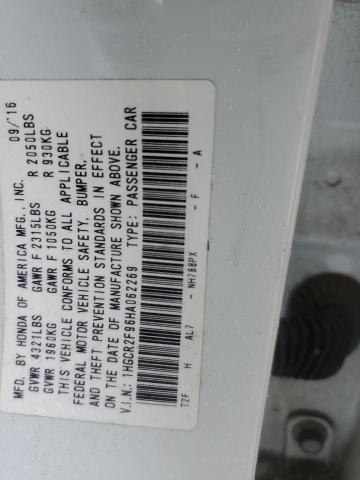 MFD. BY HONDA OF AMERICA MFG., INC. 09/'16
GVWR 4321LBS GAWR F 2315LBS R 2050LBS
GVWR 1960KG GAWR F 1050KG R 930KG
THIS VEHICLE CONFORMS TO ALL APPLICABLE
FEDERAL MOTOR VEHICLE SAFETY, BUMPER,
AND THEFT PREVENTION STANDARDS IN EFFECT
ON THE DATE OF MANUFACTURE SHOWN ABOVE.
V.I.N.: 1HGCR2F96HA062269 TYPE: PASSENGER CAR
T2F H AL7 - NH788PX - F - A